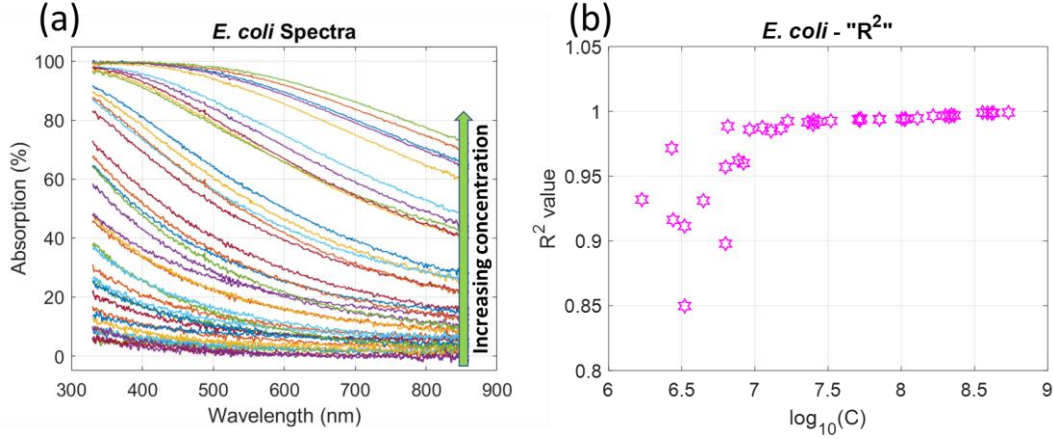 (a)
E. coli Spectra
Absorption (%)
100
80
60
40
20
0
300 400 500 600 700 800 900
Wavelength (nm)
Increasing concentration
(b)
E. coli - "R²"
R² value
1.05
1
0.95
0.9
0.85
0.8
6 6.5 7 7.5 8 8.5 9
log₁₀(C)